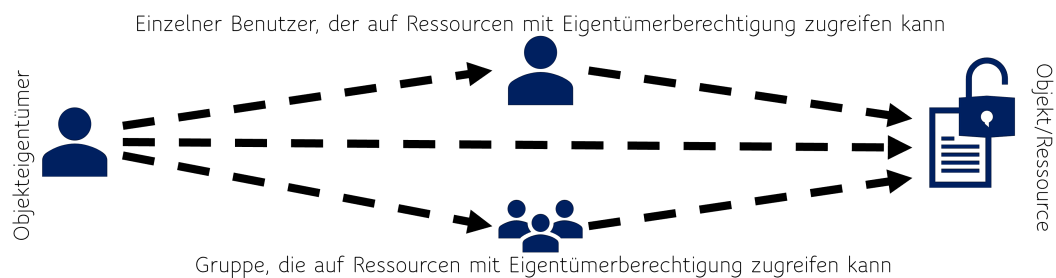 Einzelner Benutzer, der auf Ressourcen mit Eigentümerberechtigung zugreifen kann
Objekteigentümer
Objekt/Ressource
Gruppe, die auf Ressourcen mit Eigentümerberechtigung zugreifen kann